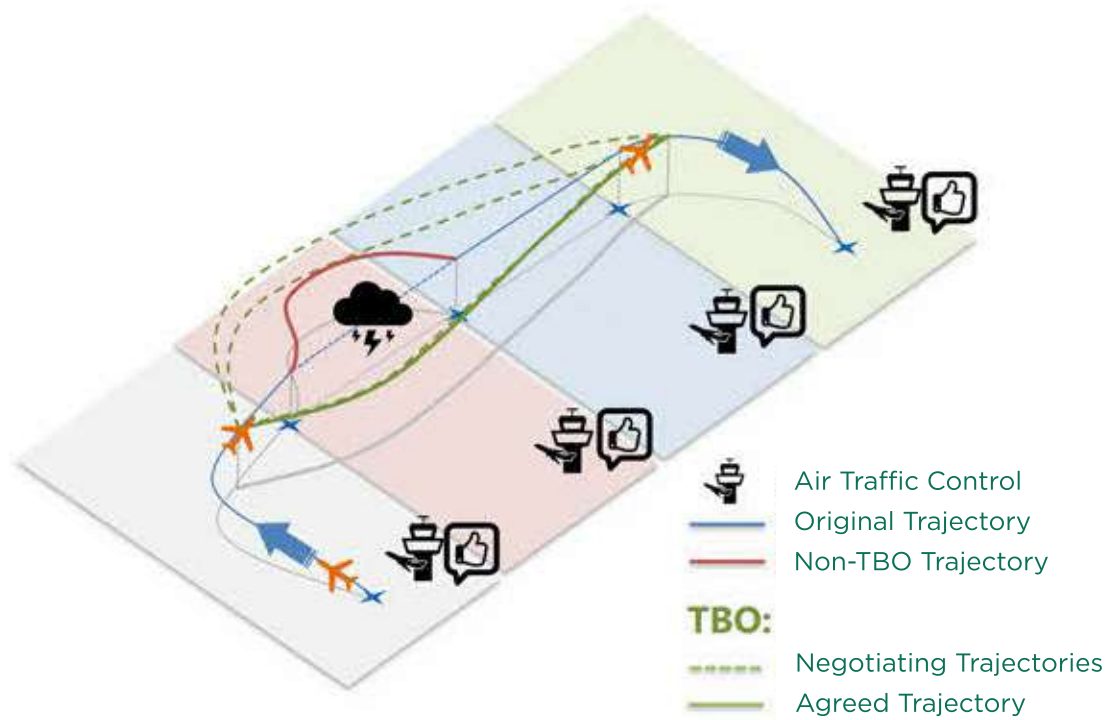 Air Traffic Control
Original Trajectory
Non-TBO Trajectory
TBO:
Negotiating Trajectories
Agreed Trajectory